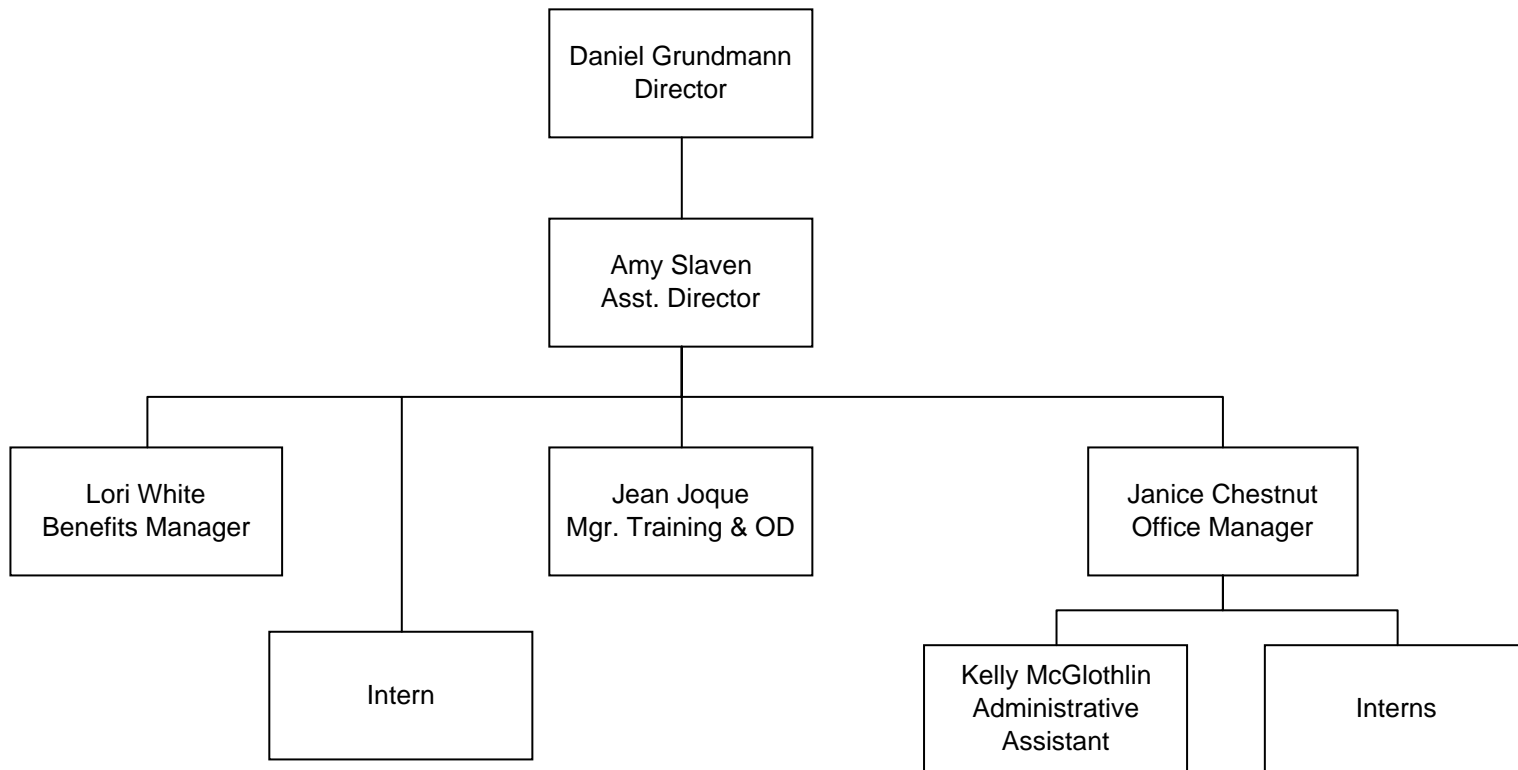 Daniel Grundmann
Director
Amy Slaven
Asst. Director
Lori White
Benefits Manager
Jean Joque
Mgr. Training & OD
Janice Chestnut
Office Manager
Intern
Kelly McGlothlin
Administrative
Assistant
Interns